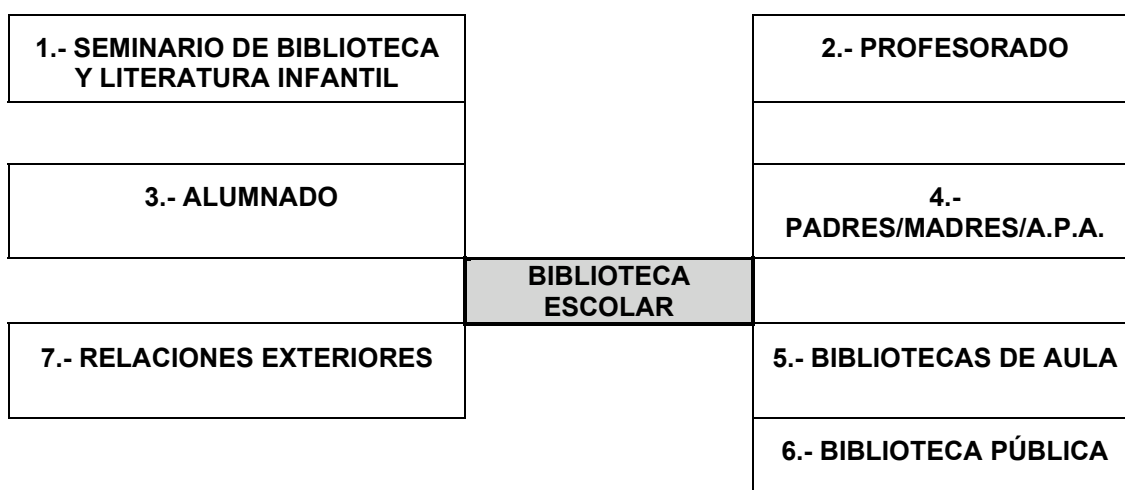 1.- SEMINARIO DE BIBLIOTECA
Y LITERATURA INFANTIL
2.- PROFESORADO
3.- ALUMNADO
4.-
PADRES/MADRES/A.P.A.
BIBLIOTECA
ESCOLAR
7.- RELACIONES EXTERIORES
5.- BIBLIOTECAS DE AULA
6.- BIBLIOTECA PÚBLICA